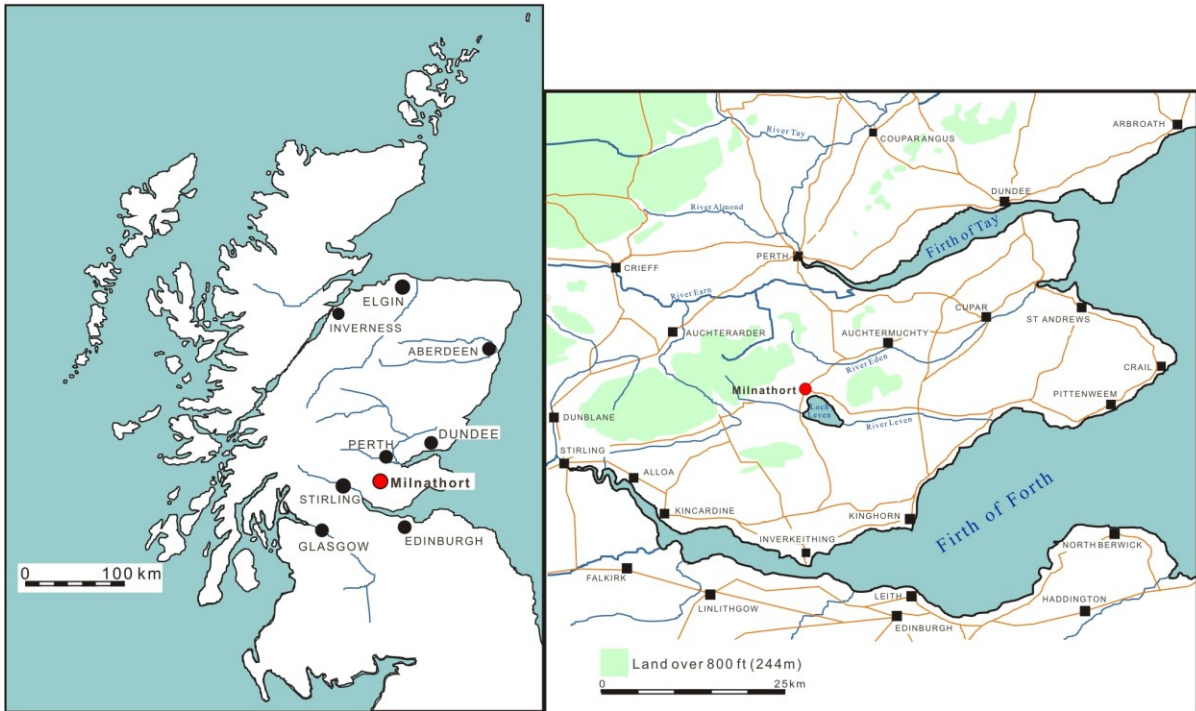 ELGIN
INVERNESS
ABERDEEN
PERTH
DUNDEE
Milnathort
STIRLING
GLASGOW
EDINBURGH
0 100 km
River Tay
COUPARANGUS
ARBROATH
DUNDEE
River Almond
Firth of Tay
PERTH
CRIEFF
River Earn
CUPAR
ST ANDREWS
AUCHTERARDER
AUCHTERMUCHTY
River Eden
CRAIL
Milnathort
PITTENWEEM
Loch
Leven
DUNBLANE
River Leven
STIRLING
ALLOA
KINCARDINE
KINGHORN
Firth of Forth
INVERKEITHING
NORTH BERWICK
FALKIRK
LINLITHGOW
LEITH
HADDINGTON
EDINBURGH
Land over 800 ft (244m)
0 25km